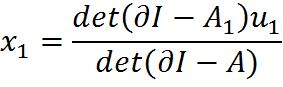 x₁ = det(∂I − A₁)u₁ / det(∂I − A)